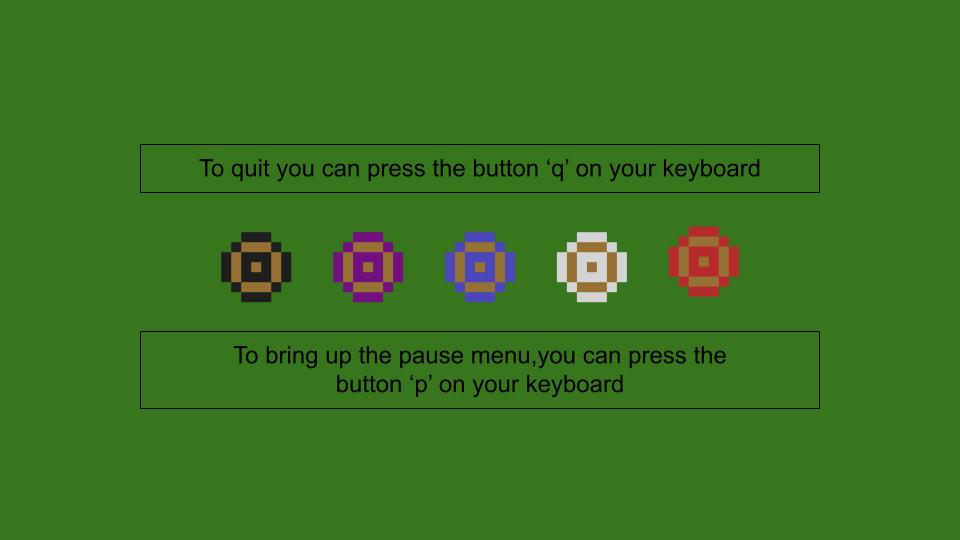 To quit you can press the button ‘q’ on your keyboard
To bring up the pause menu,you can press the
button ‘p’ on your keyboard